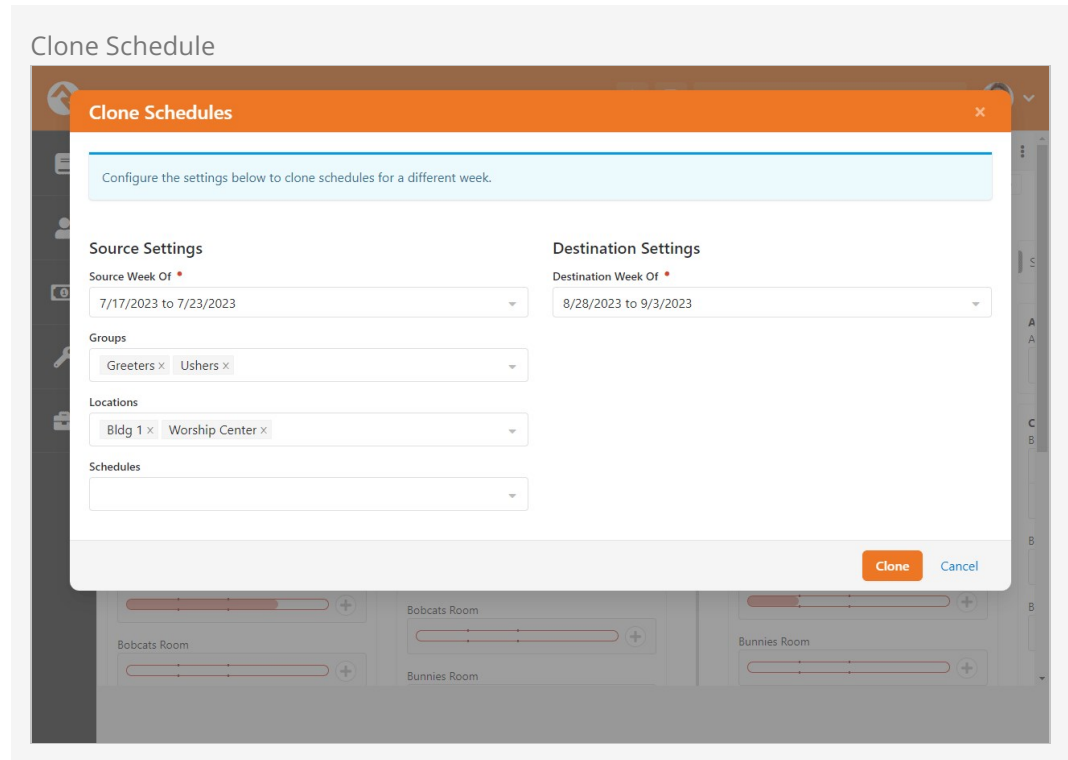 Clone Schedule
Clone Schedules ×
Configure the settings below to clone schedules for a different week.
Source Settings
Source Week Of
7/17/2023 to 7/23/2023
Groups
Greeters × Ushers ×
Locations
Bldg 1 × Worship Center ×
Schedules
Destination Settings
Destination Week Of
8/28/2023 to 9/3/2023
Clone Cancel
Bobcats Room
Bobcats Room
Bunnies Room
Bunnies Room